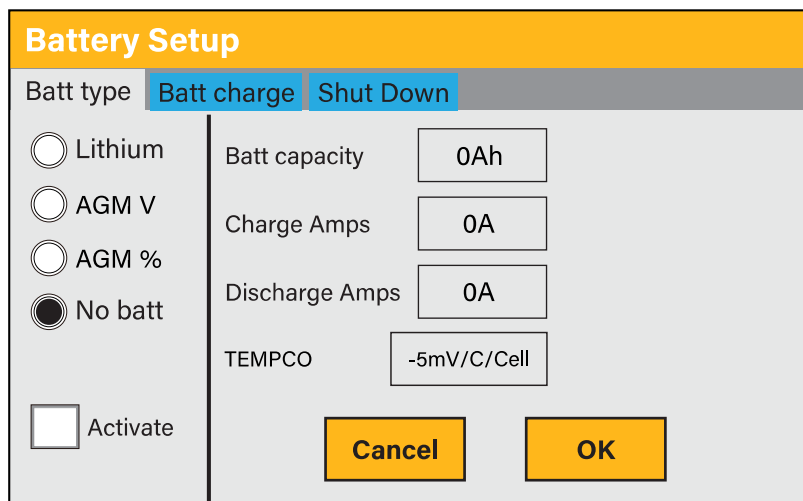 Battery Setup
Batt type Batt charge Shut Down
Lithium
AGM V
AGM %
No batt
Activate
Batt capacity 0Ah
Charge Amps 0A
Discharge Amps 0A
TEMPCO -5mV/C/Cell
Cancel OK